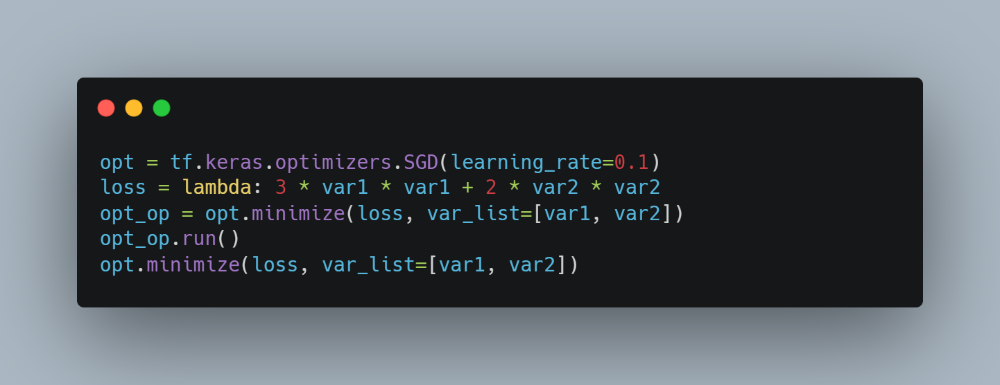 opt = tf.keras.optimizers.SGD(learning_rate=0.1)
loss = lambda: 3 * var1 * var1 + 2 * var2 * var2
opt_op = opt.minimize(loss, var_list=[var1, var2])
opt_op.run()
opt.minimize(loss, var_list=[var1, var2])